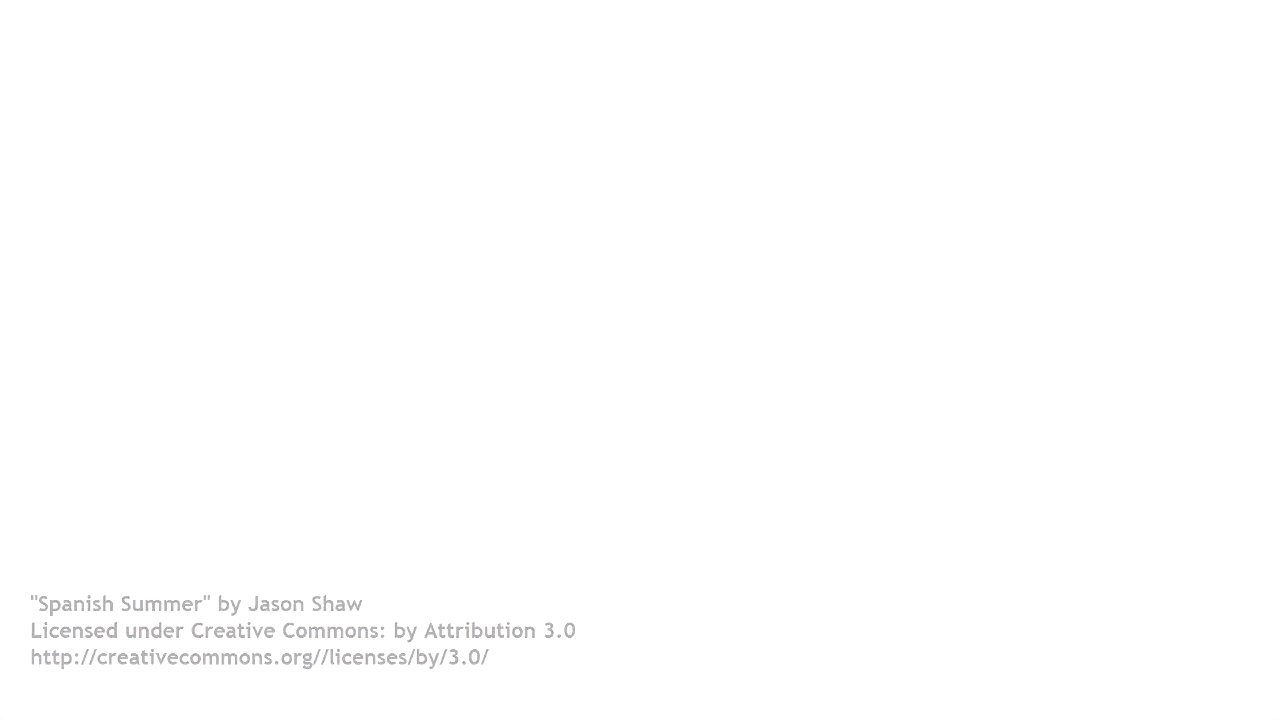 "Spanish Summer" by Jason Shaw
Licensed under Creative Commons: by Attribution 3.0
http://creativecommons.org//licenses/by/3.0/